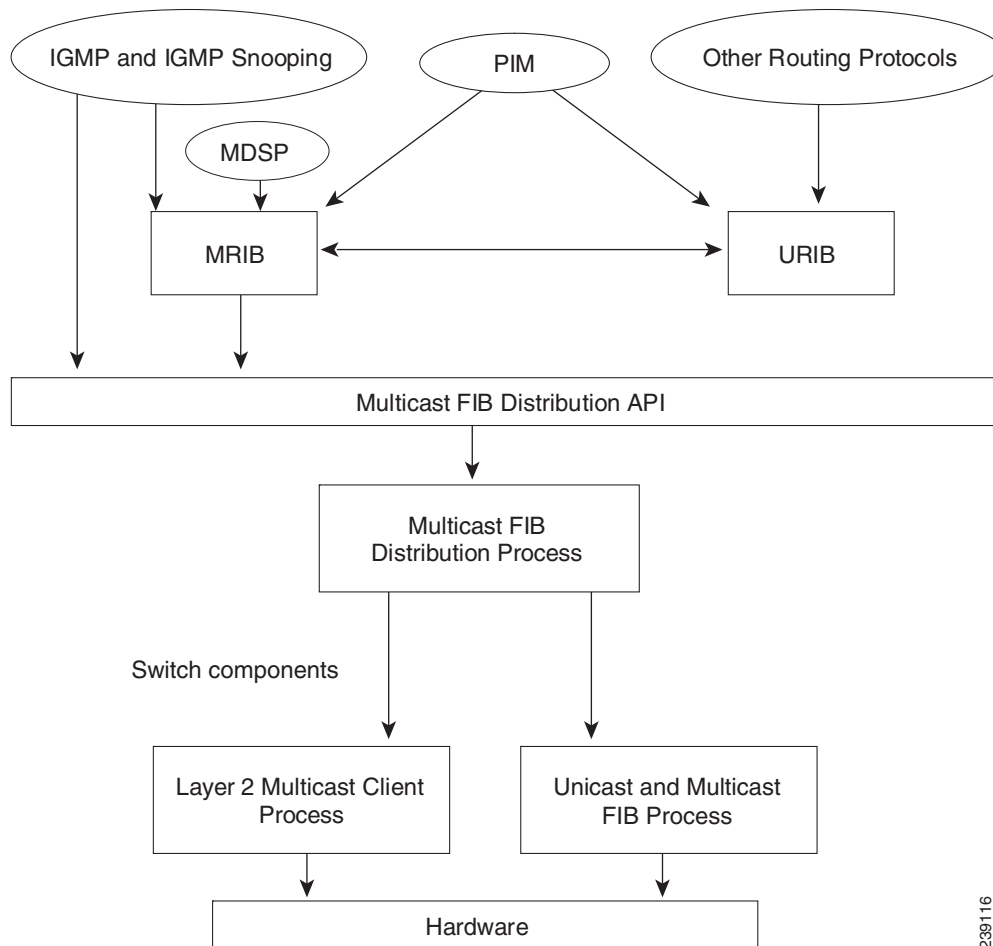 IGMP and IGMP Snooping
PIM
Other Routing Protocols
MDSP
MRIB
URIB
Multicast FIB Distribution API
Multicast FIB
Distribution Process
Switch components
Layer 2 Multicast Client
Process
Unicast and Multicast
FIB Process
Hardware
239116